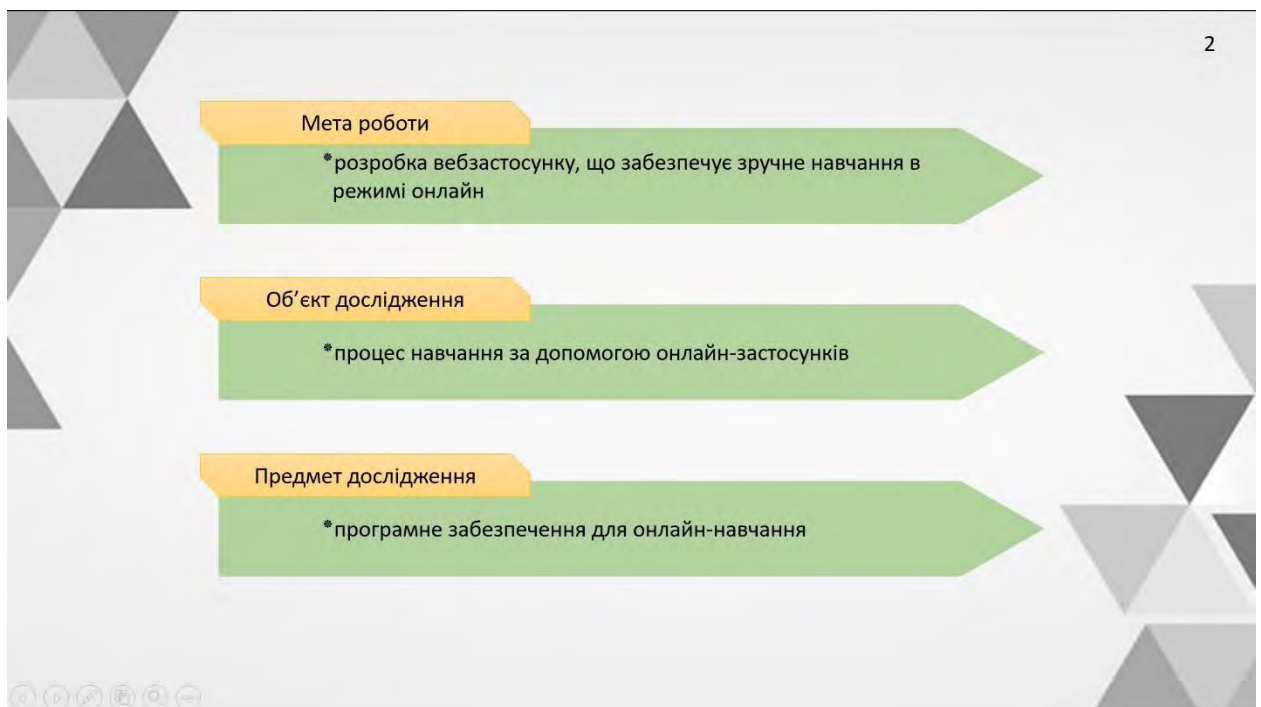 2
Мета роботи
*розробка вебзастосунку, що забезпечує зручне навчання в
режимі онлайн
Об’єкт дослідження
*процес навчання за допомогою онлайн-застосунків
Предмет дослідження
*програмне забезпечення для онлайн-навчання